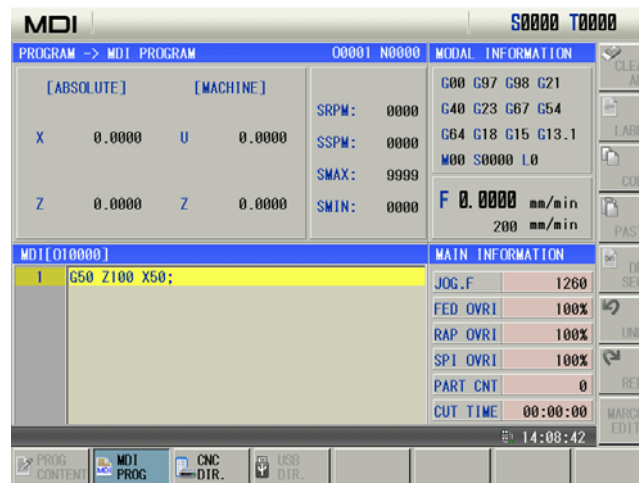 MDI S0000 T0000
PROGRAM -> MDI PROGRAM O0001 N0000 MODAL INFORMATION
[ABSOLUTE] [MACHINE]
X 0.0000 U 0.0000
Z 0.0000 Z 0.0000
SRPM: 0000
SSPM: 0000
SMAX: 9999
SMIN: 0000
G00 G97 G98 G21
G40 G23 G67 G54
G64 G18 G15 G13.1
M00 S0000 L0
F 0.0000 mm/min
200 mm/min
MDI[O10000]
1 G50 Z100 X50;
MAIN INFORMATION
JOG.F 1260
FED OVRI 100%
RAP OVRI 100%
SPI OVRI 100%
PART CNT 0
CUT TIME 00:00:00
14:08:42
PROG CONTENT
MDI PROG
CNC DIR.
USB DIR.